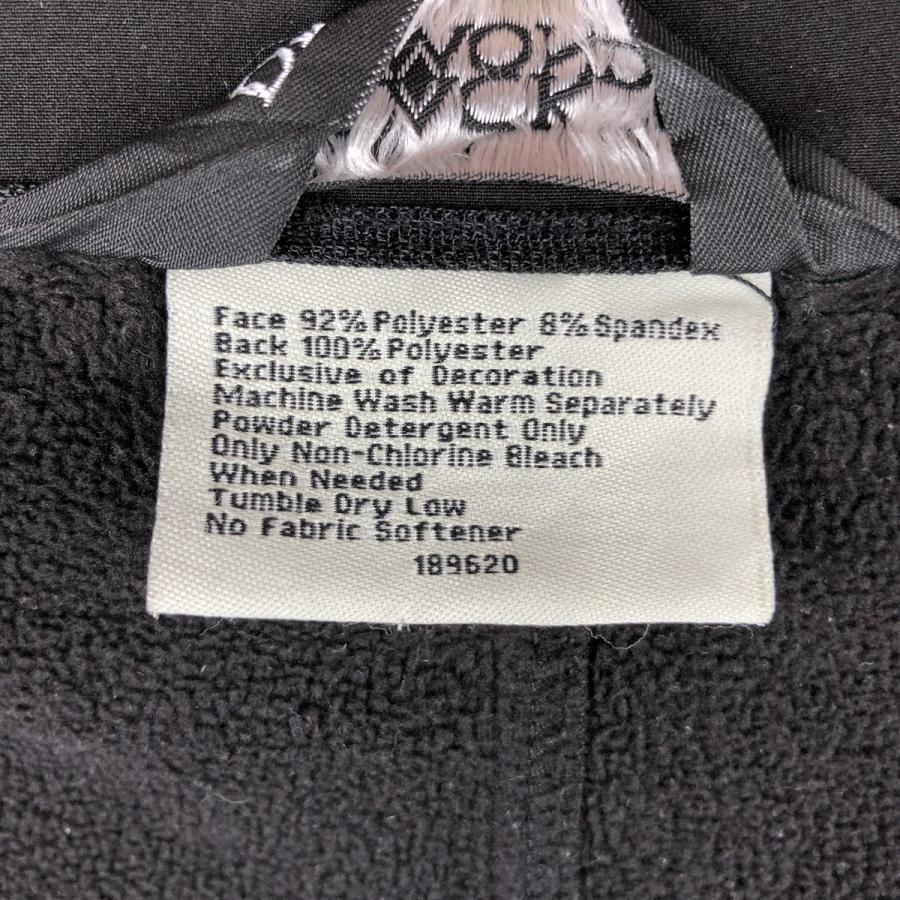 Face 92% Polyester 8% Spandex
Back 100% Polyester
Exclusive of Decoration
Machine Wash Warm Separately
Powder Detergent Only
Only Non-Chlorine Bleach
When Needed
Tumble Dry Low
No Fabric Softener
189620